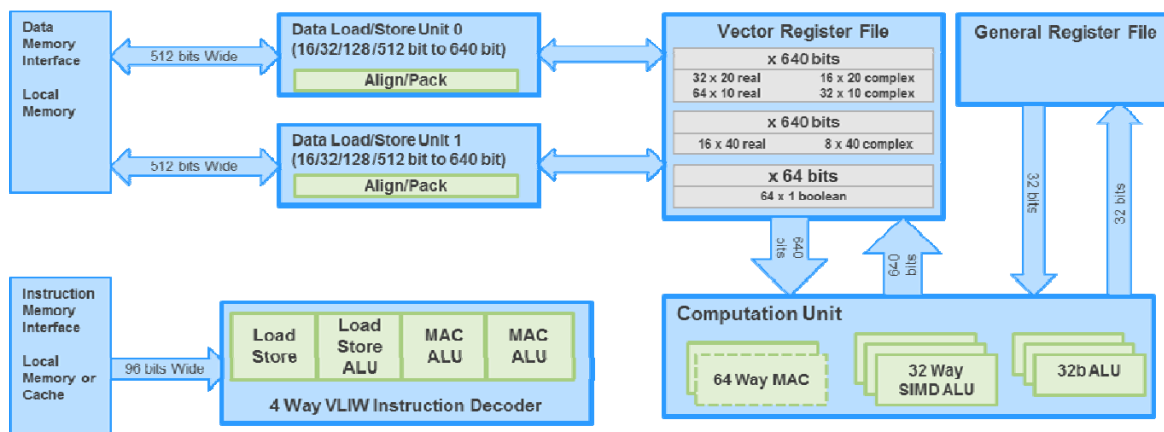 Data
Memory
Interface
Local
Memory
512 bits Wide
512 bits Wide
Data Load/Store Unit 0
(16/32/128/512 bit to 640 bit)
Align/Pack
Data Load/Store Unit 1
(16/32/128/512 bit to 640 bit)
Align/Pack
Vector Register File
x 640 bits
32 x 20 real 16 x 20 complex
64 x 10 real 32 x 10 complex
x 640 bits
16 x 40 real 8 x 40 complex
x 64 bits
64 x 1 boolean
General Register File
640
bits
640
bits
32 bits
32 bits
Instruction
Memory
Interface
Local
Memory or
Cache
96 bits Wide
Load
Store
Load
Store
ALU
MAC
ALU
MAC
ALU
4 Way VLIW Instruction Decoder
Computation Unit
64 Way MAC
32 Way
SIMD ALU
32b ALU